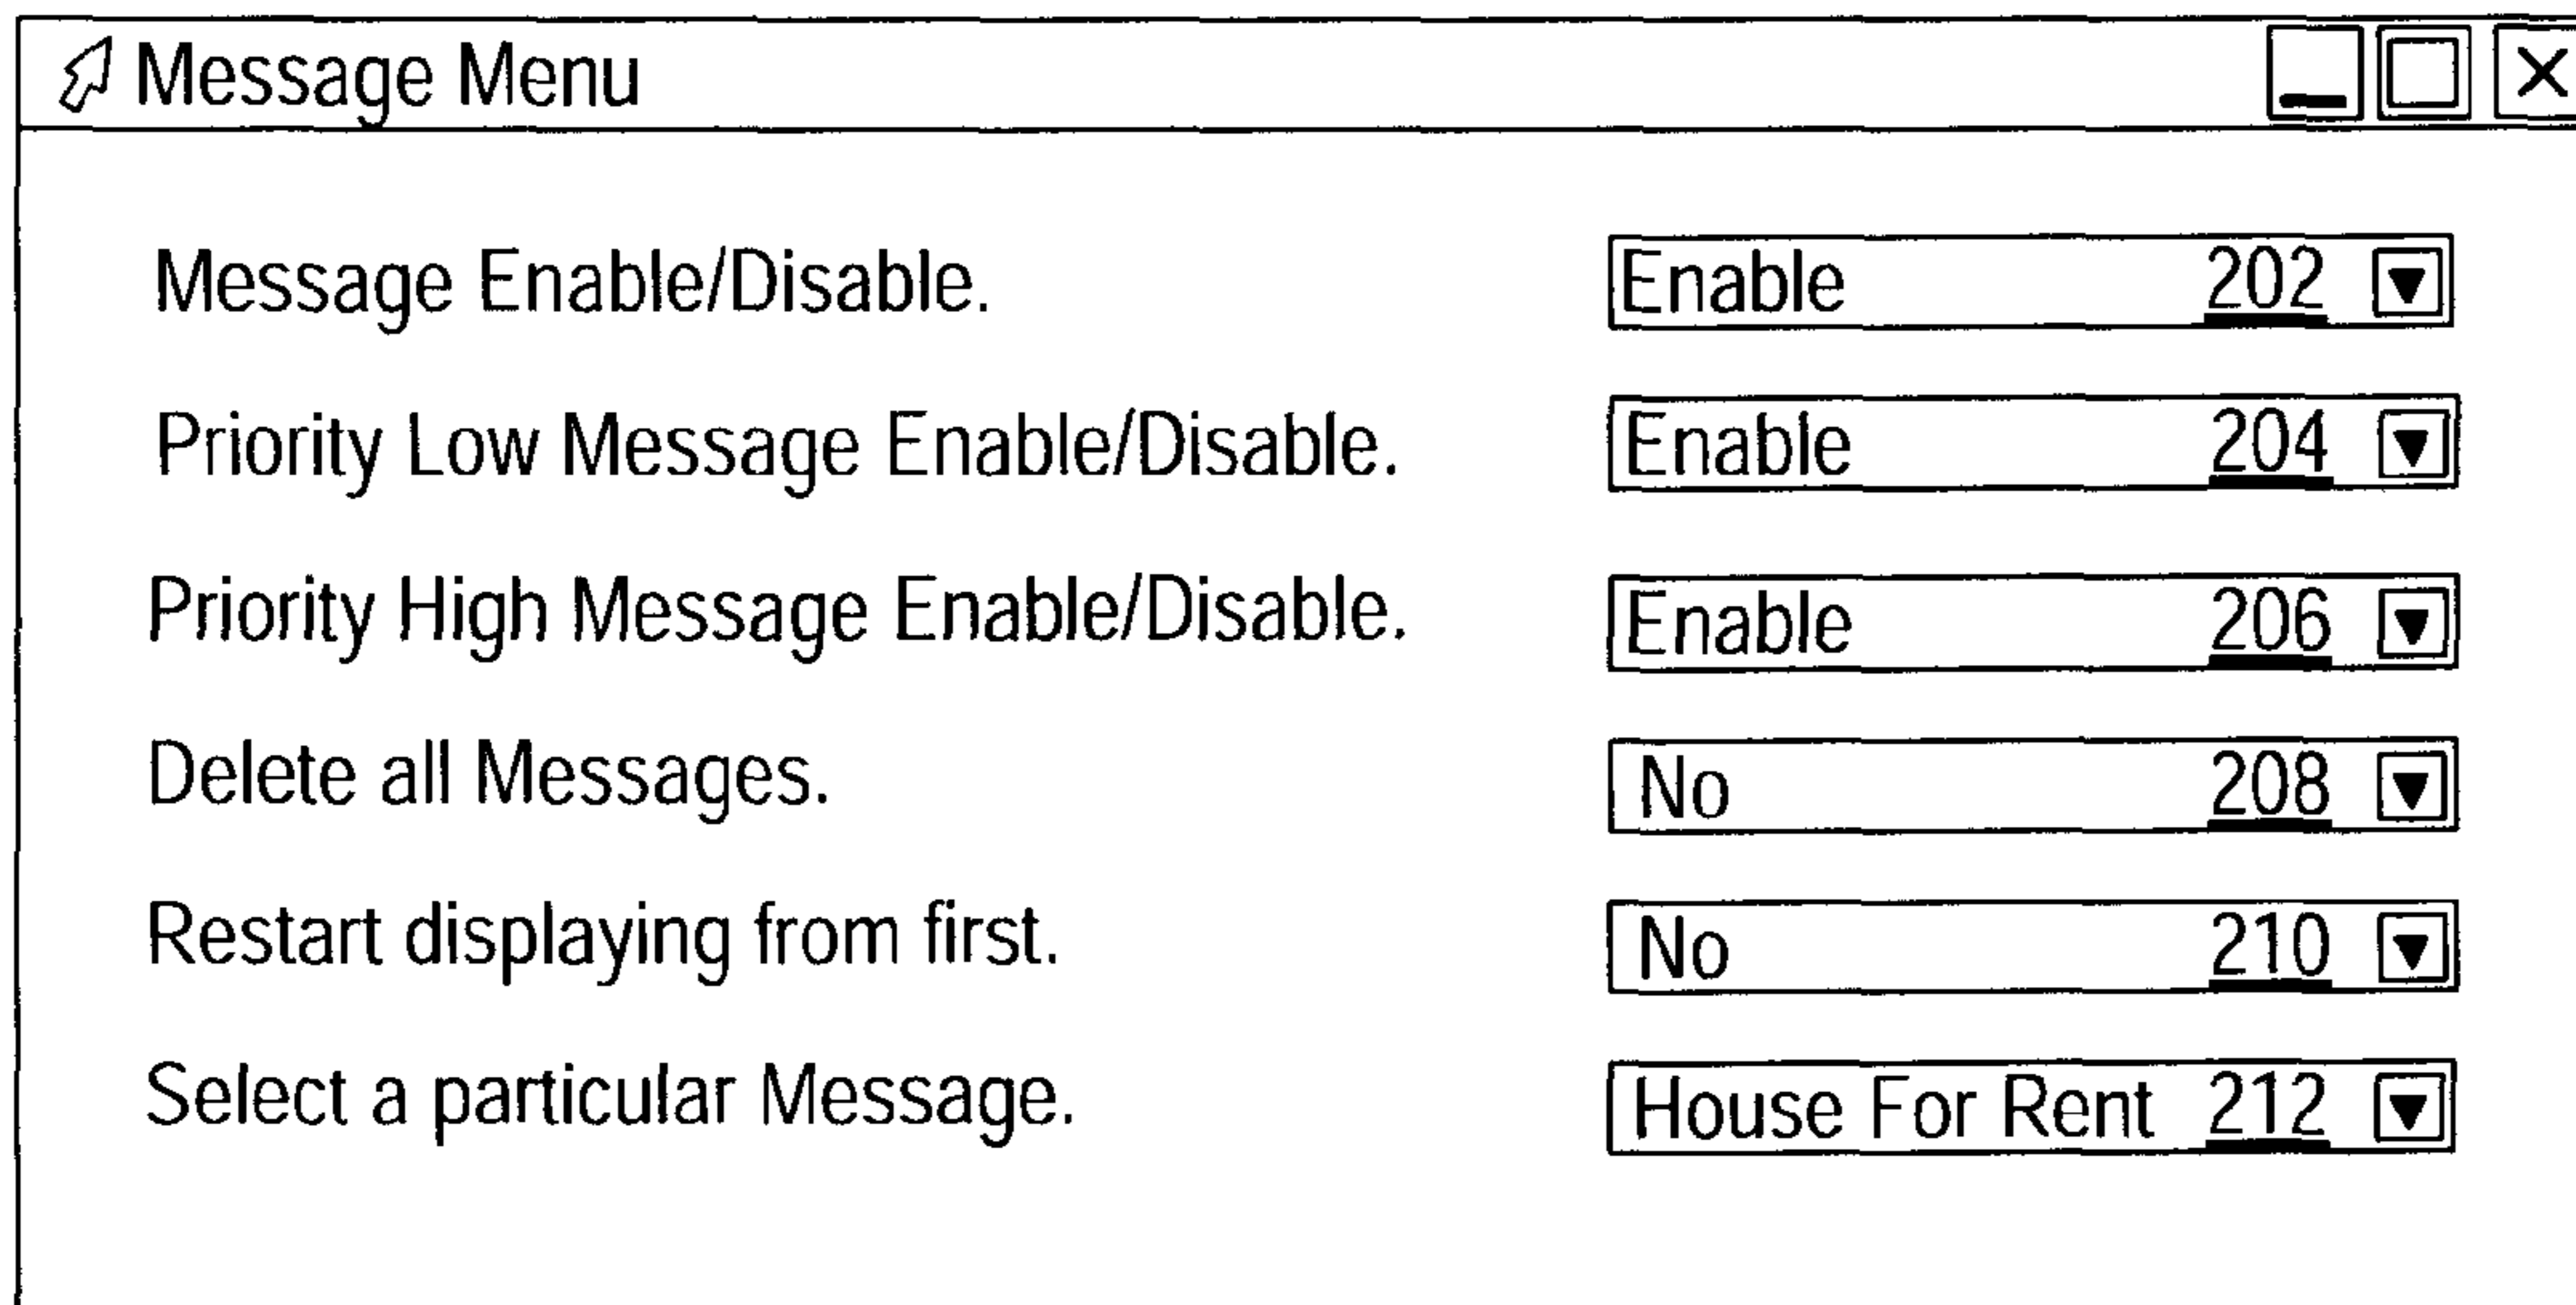 Message Menu
Message Enable/Disable. Enable 202
Priority Low Message Enable/Disable. Enable 204
Priority High Message Enable/Disable. Enable 206
Delete all Messages. No 208
Restart displaying from first. No 210
Select a particular Message. House For Rent 212